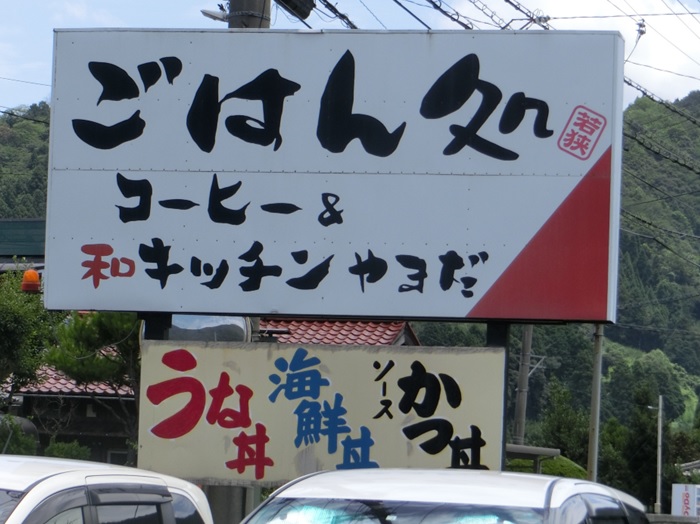 ごはん処
若狭
コーヒー&
和キッチンやまだ
うな丼
海鮮丼
ソースかつ丼